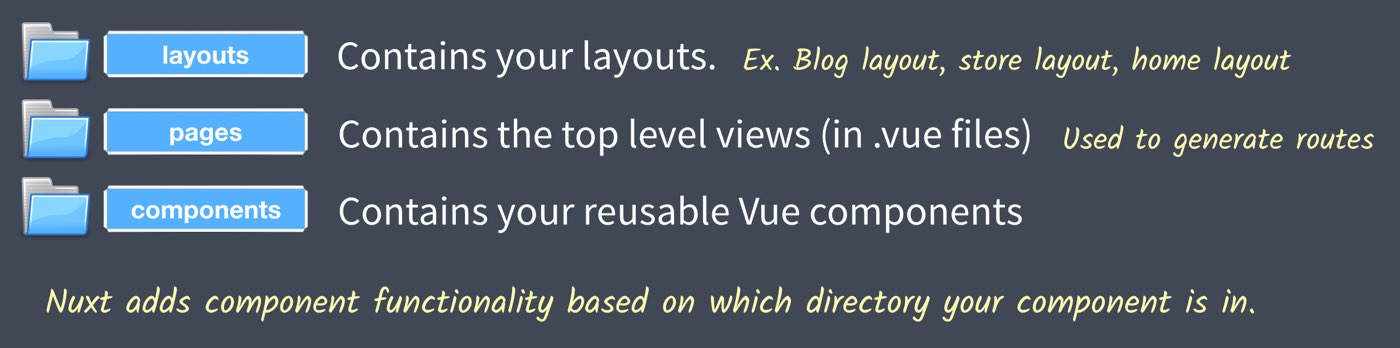 layouts Contains your layouts. Ex. Blog layout, store layout, home layout
pages Contains the top level views (in .vue files) Used to generate routes
components Contains your reusable Vue components
Nuxt adds component functionality based on which directory your component is in.